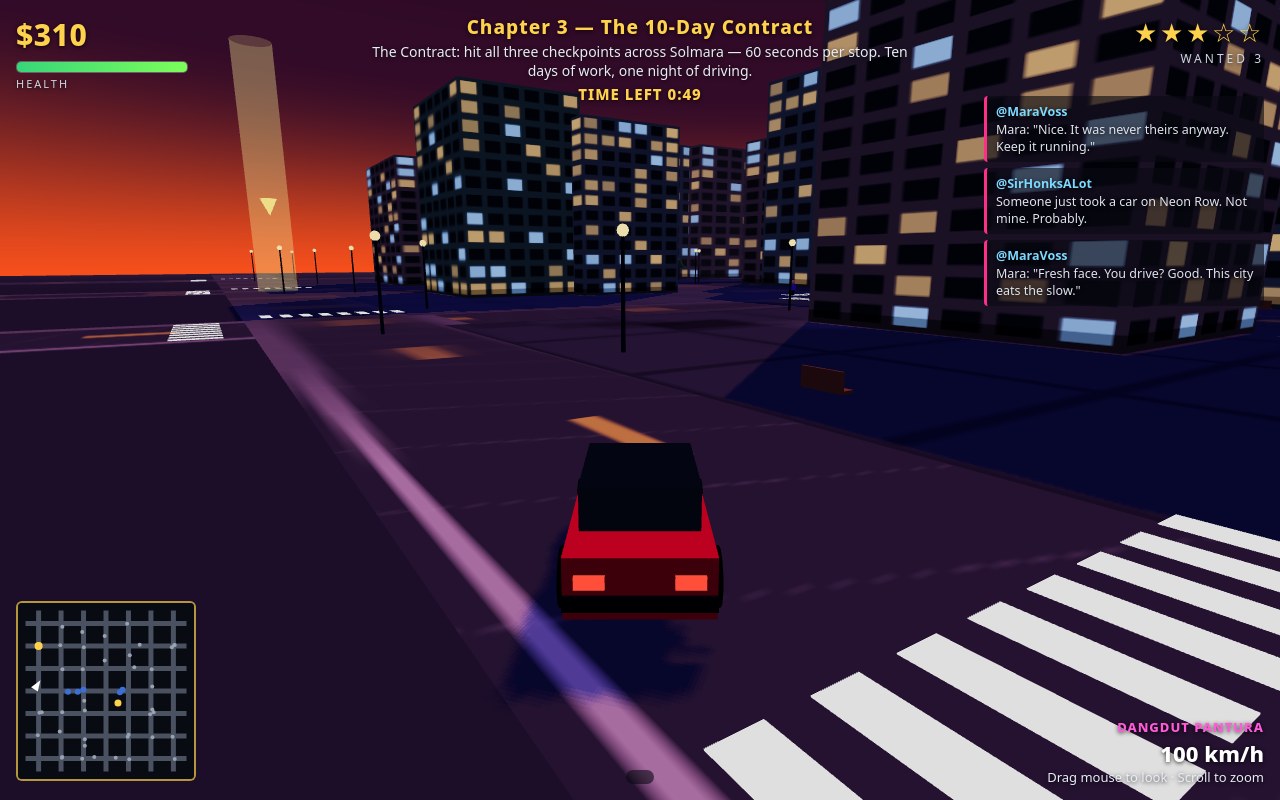 $310
HEALTH
Chapter 3 — The 10-Day Contract
The Contract: hit all three checkpoints across Solmara — 60 seconds per stop. Ten
days of work, one night of driving.
TIME LEFT 0:49
★★★☆☆
WANTED 3
@MaraVoss
Mara: "Nice. It was never theirs anyway.
Keep it running."
@SirHonksALot
Someone just took a car on Neon Row. Not
mine. Probably.
@MaraVoss
Mara: "Fresh face. You drive? Good. This city
eats the slow."
DANGDUT PANTURA
100 km/h
Drag mouse to look · Scroll to zoom